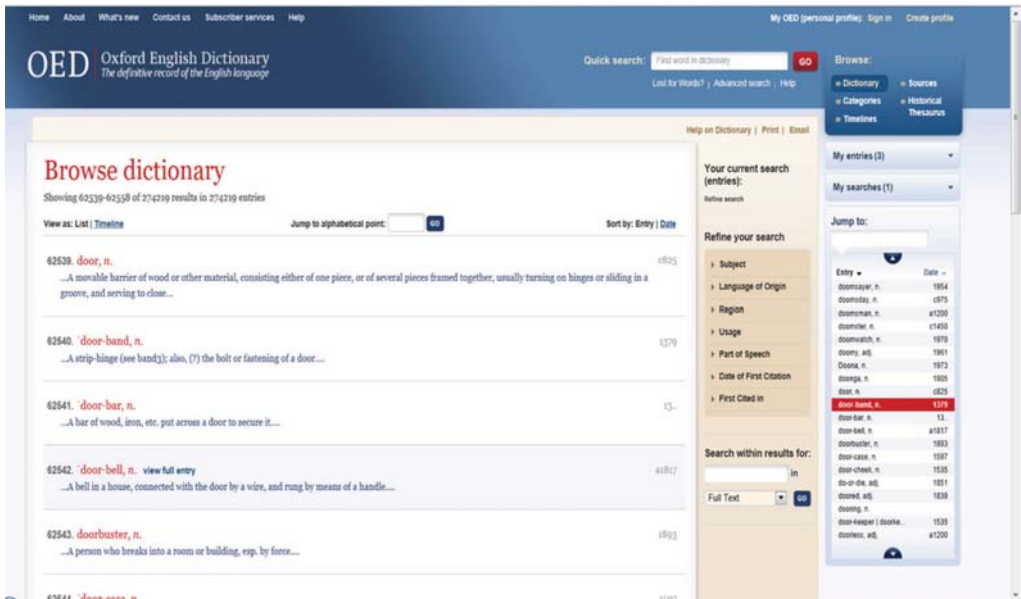 Home About What's new Contact us Subscriber services Help
My OED (personal profile): Sign in Create profile
OED Oxford English Dictionary
The definitive record of the English language
Quick search: Find word in dictionary GO
Lost for Words? | Advanced search | Help
Browse:
Dictionary
Sources
Categories
Historical Thesaurus
Timelines
Help on Dictionary | Print | Email
Browse dictionary
Showing 62539-62558 of 274219 results in 274219 entries
View as: List | Timeline
Jump to alphabetical point: GO
Sort by: Entry | Date
62539. door, n. c825
...A movable barrier of wood or other material, consisting either of one piece, or of several pieces framed together, usually turning on hinges or sliding in a
groove, and serving to close...
62540. ˈdoor-band, n. 1379
...A strip-hinge (see band3); also, (?) the bolt or fastening of a door....
62541. ˈdoor-bar, n. 13..
...A bar of wood, iron, etc. put across a door to secure it....
62542. ˈdoor-bell, n. view full entry a1817
...A bell in a house, connected with the door by a wire, and rung by means of a handle....
62543. doorbuster, n. 1893
...A person who breaks into a room or building, esp. by force....
Your current search
(entries):
Refine search
Refine your search
Subject
Language of Origin
Region
Usage
Part of Speech
Date of First Citation
First Cited in
Search within results for:
in
Full Text GO
My entries (3)
My searches (1)
Jump to:
Entry Date
doomsayer, n. 1954
doomsday, n. c975
doomsman, n. a1200
doomster, n. c1450
doomwatch, n. 1970
doomy, adj. 1961
Doona, n. 1973
doonga, n. 1905
door, n. c825
door-band, n. 1379
door-bar, n. 13..
door-bell, n. a1817
doorbuster, n. 1893
door-case, n. 1597
door-cheek, n. 1535
do-or-die, adj. 1851
doored, adj. 1839
dooring, n.
door-keeper | doorke... 1535
doorless, adj. a1200